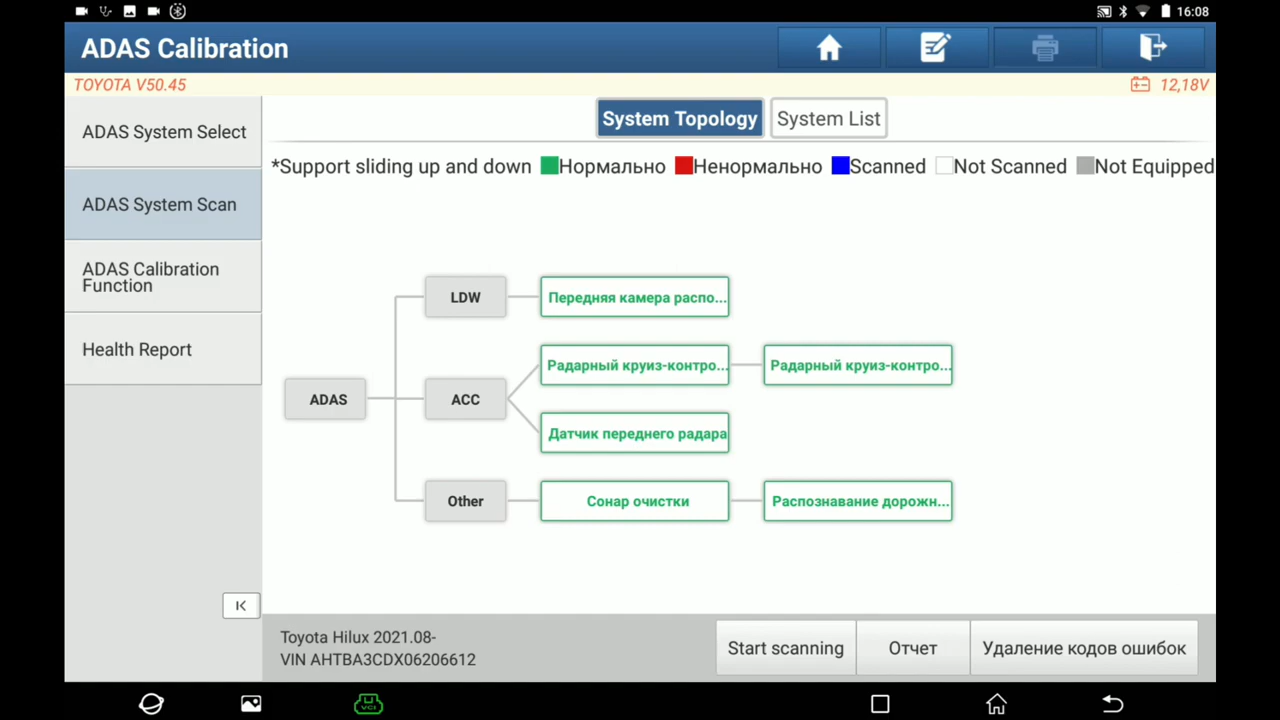 16:08
ADAS Calibration
TOYOTA V50.45
12,18V
ADAS System Select
ADAS System Scan
ADAS Calibration
Function
Health Report
System Topology
System List
*Support sliding up and down
Нормально
Ненормально
Scanned
Not Scanned
Not Equipped
ADAS
LDW
Передняя камера распо...
ACC
Радарный круиз-контро...
Радарный круиз-контро...
Датчик переднего радара
Other
Сонар очистки
Распознавание дорожн...
Toyota Hilux 2021.08-
VIN AHTBA3CDX06206612
Start scanning
Отчет
Удаление кодов ошибок
VCI